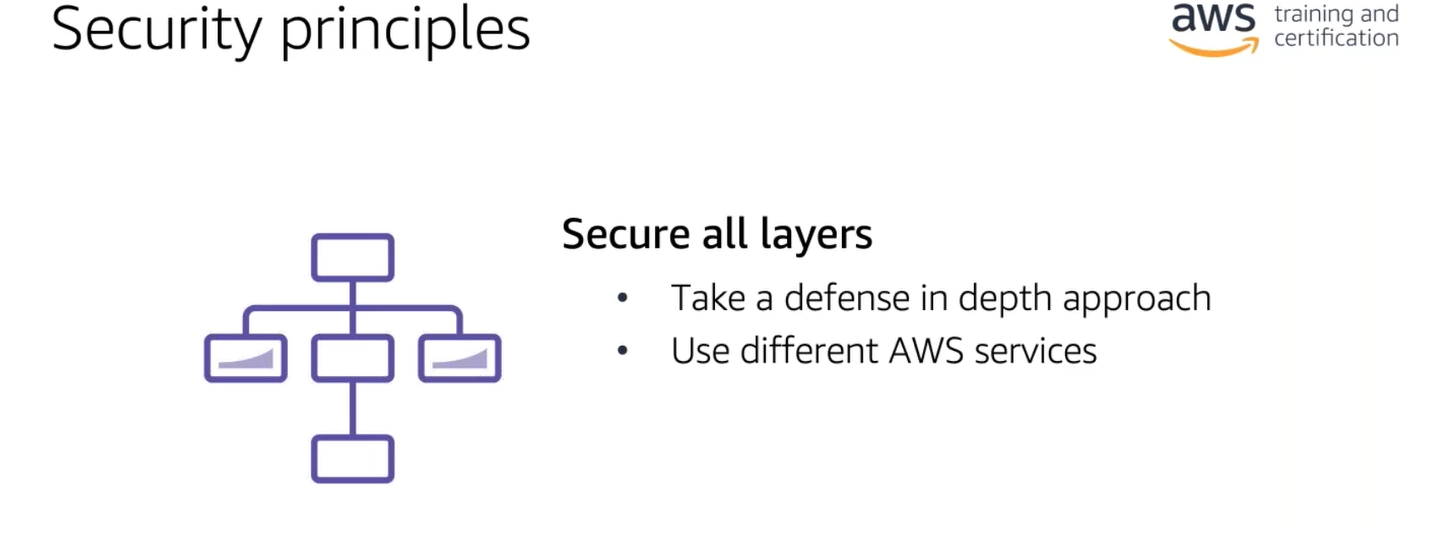 Security principles
aws training and
certification
Secure all layers
• Take a defense in depth approach
• Use different AWS services